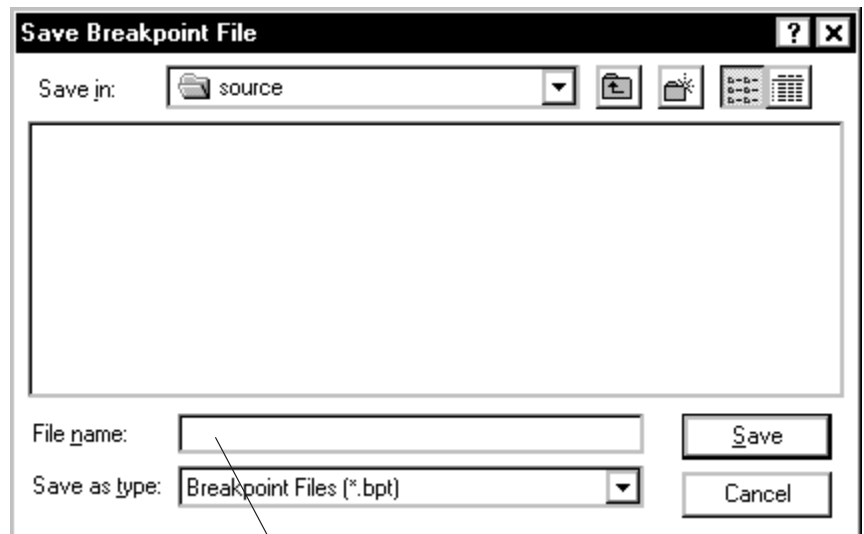 Save Breakpoint File
Save in: source
File name:
Save
Save as type: Breakpoint Files (*.bpt)
Cancel